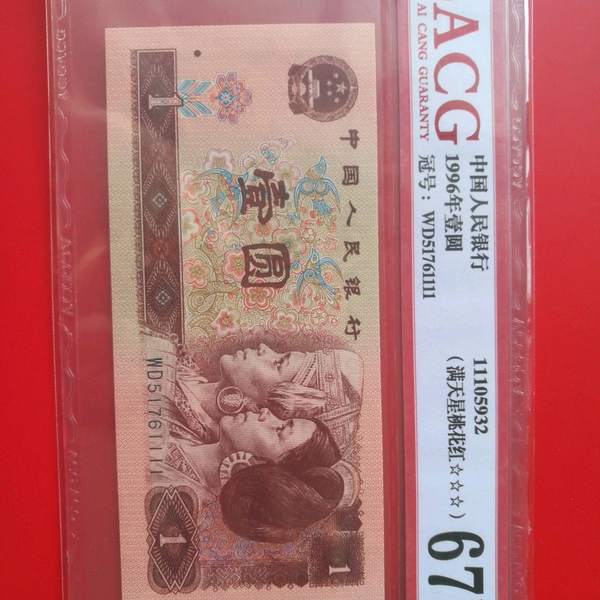 ACG
AI CANG GUARANTY
中国人民银行
1996年壹圆
冠号：WD51761111
11105932
（满天星桃花红☆☆☆）
67
中国人民银行
壹圆
1
WD51761111
1
1